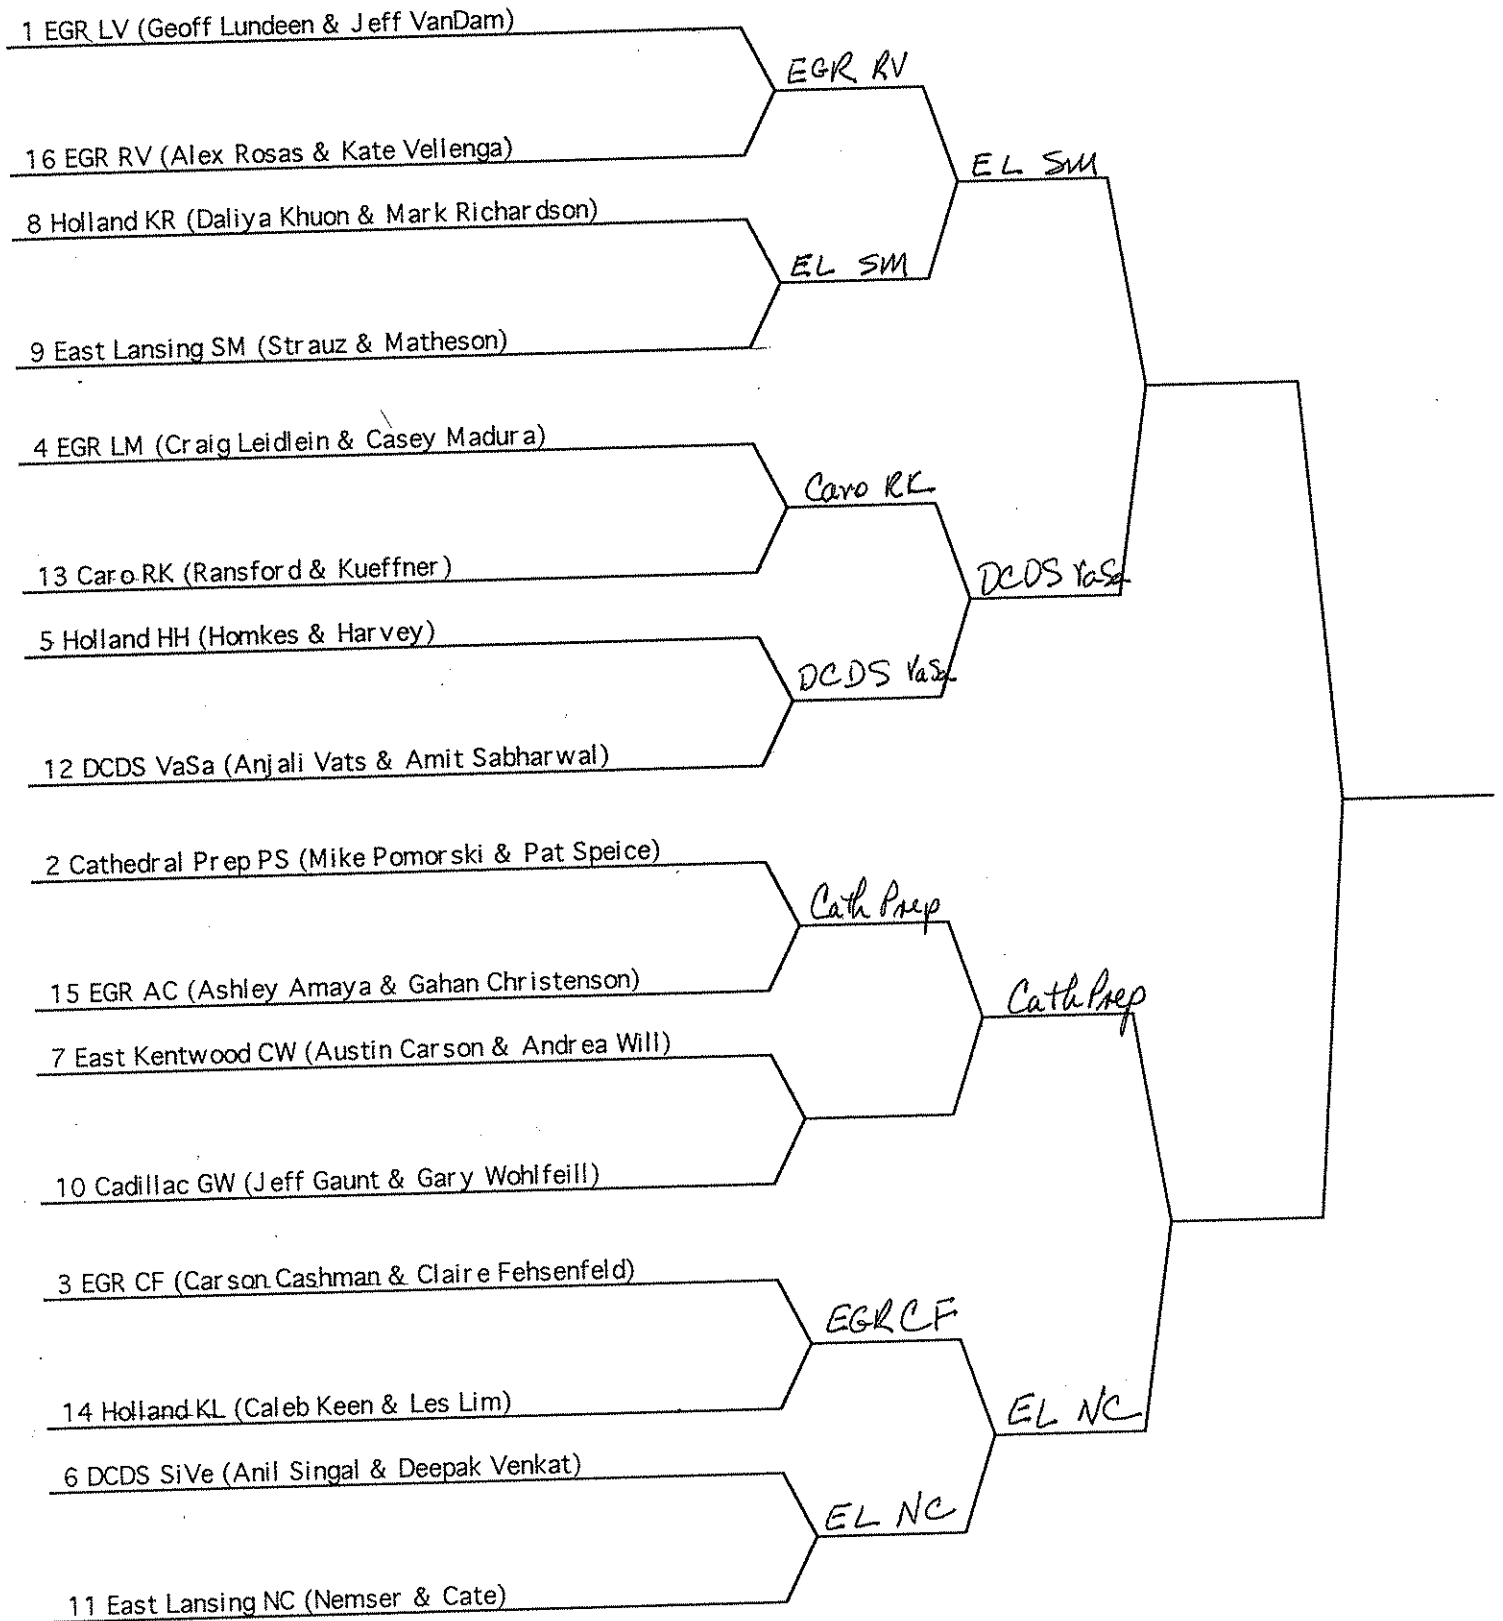 1 EGR LV (Geoff Lundeen & Jeff VanDam)
EGR RV
16 EGR RV (Alex Rosas & Kate Vellenga)
EL SM
8 Holland KR (Daliya Khuon & Mark Richardson)
EL SM
9 East Lansing SM (Strauz & Matheson)
4 EGR LM (Craig Leidlein & Casey Madura)
Caro RK
13 Caro RK (Ransford & Kueffner)
DCDS VaSa
5 Holland HH (Homkes & Harvey)
DCDS VaSa
12 DCDS VaSa (Anjali Vats & Amit Sabharwal)
2 Cathedral Prep PS (Mike Pomorski & Pat Speice)
Cath Prep
15 EGR AC (Ashley Amaya & Gahan Christenson)
Cath Prep
7 East Kentwood CW (Austin Carson & Andrea Will)
10 Cadillac GW (Jeff Gaunt & Gary Wohlfeill)
3 EGR CF (Carson Cashman & Claire Fehsenfeld)
EGR CF
14 Holland KL (Caleb Keen & Les Lim)
EL NC
6 DCDS SiVe (Anil Singal & Deepak Venkat)
EL NC
11 East Lansing NC (Nemser & Cate)